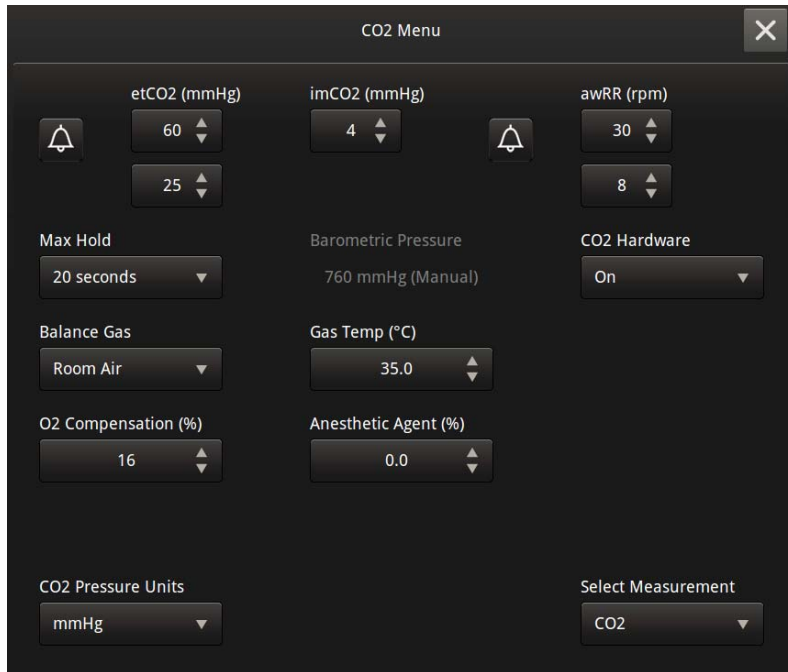 CO2 Menu
etCO2 (mmHg) imCO2 (mmHg) awRR (rpm)
60 4 30
25 8
Max Hold Barometric Pressure CO2 Hardware
20 seconds 760 mmHg (Manual) On
Balance Gas Gas Temp (°C)
Room Air 35.0
O2 Compensation (%) Anesthetic Agent (%)
16 0.0
CO2 Pressure Units Select Measurement
mmHg CO2